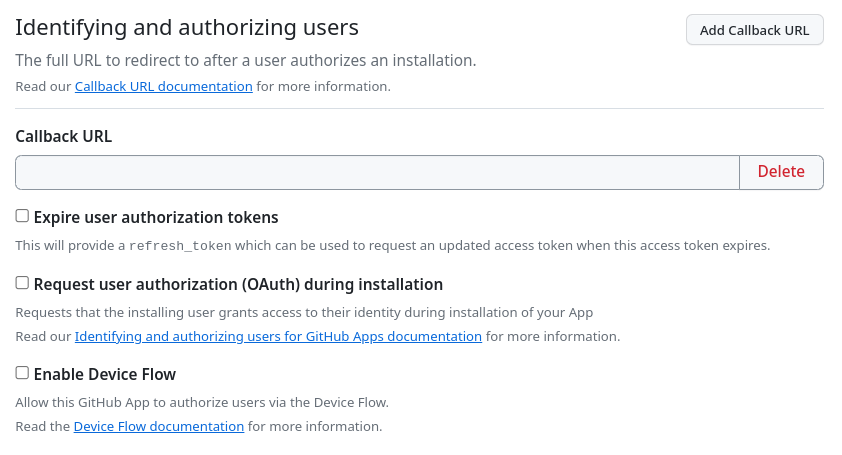 Identifying and authorizing users
Add Callback URL
The full URL to redirect to after a user authorizes an installation.
Read our Callback URL documentation for more information.
Callback URL
Delete
Expire user authorization tokens
This will provide a refresh_token which can be used to request an updated access token when this access token expires.
Request user authorization (OAuth) during installation
Requests that the installing user grants access to their identity during installation of your App
Read our Identifying and authorizing users for GitHub Apps documentation for more information.
Enable Device Flow
Allow this GitHub App to authorize users via the Device Flow.
Read the Device Flow documentation for more information.